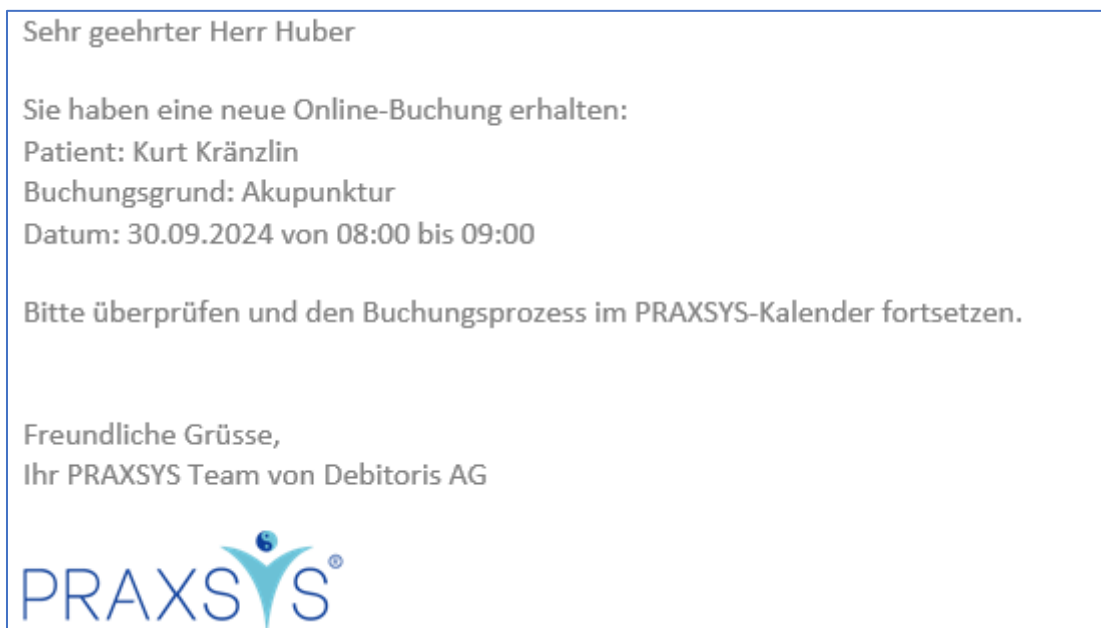 Sehr geehrter Herr Huber
Sie haben eine neue Online-Buchung erhalten:
Patient: Kurt Kränzlin
Buchungsgrund: Akupunktur
Datum: 30.09.2024 von 08:00 bis 09:00
Bitte überprüfen und den Buchungsprozess im PRAXSYS-Kalender fortsetzen.
Freundliche Grüsse,
Ihr PRAXSYS Team von Debitoris AG
PRAXSYS®